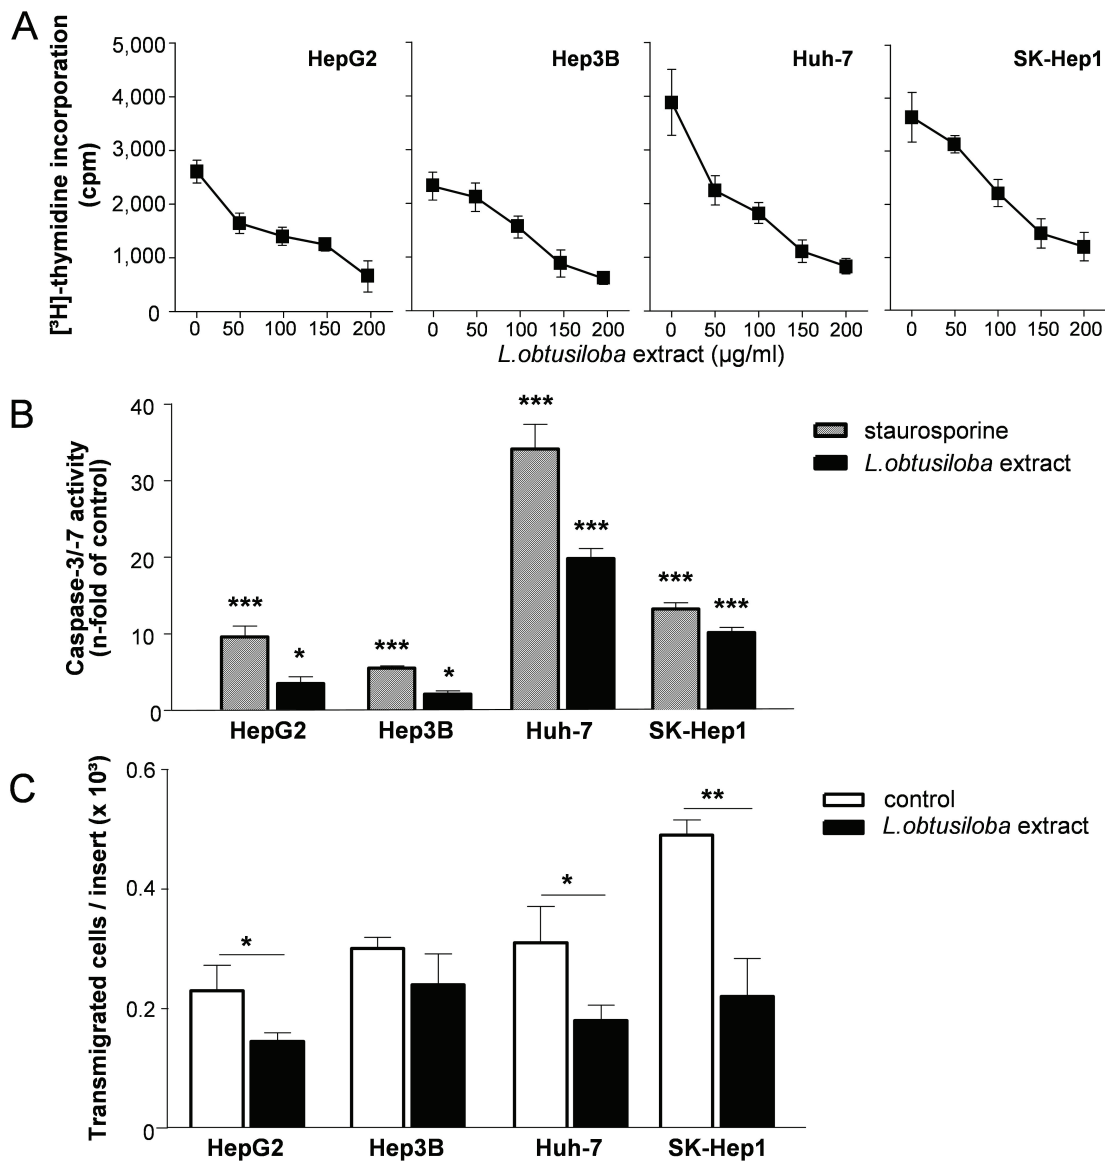 A
[³H]-thymidine incorporation
(cpm)
5,000
4,000
3,000
2,000
1,000
0
HepG2
Hep3B
Huh-7
SK-Hep1
0 50 100 150 200
0 50 100 150 200
0 50 100 150 200
0 50 100 150 200
L.obtusiloba extract (µg/ml)
B
Caspase-3/-7 activity
(n-fold of control)
40
30
20
10
0
***
*
***
*
***
***
***
***
HepG2
Hep3B
Huh-7
SK-Hep1
staurosporine
L.obtusiloba extract
C
Transmigrated cells / insert (x 10³)
0.6
0.4
0.2
0
*
*
**
HepG2
Hep3B
Huh-7
SK-Hep1
control
L.obtusiloba extract